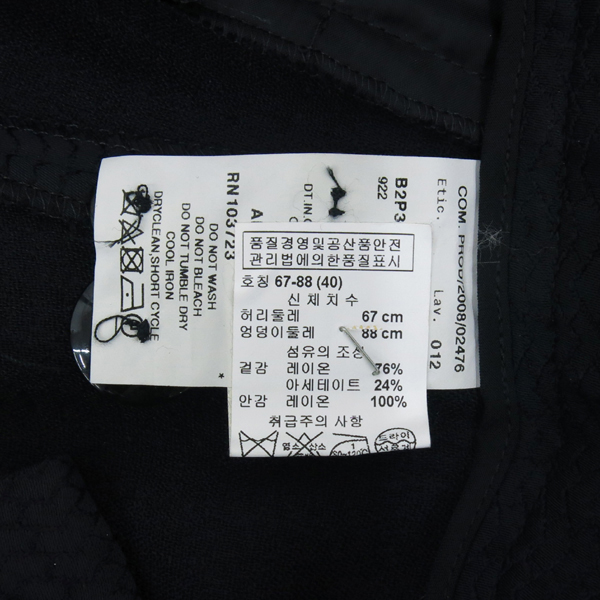 품질경영및공산품안전
관리법에의한품질표시
호칭 67-88 (40)
신체치수
허리둘레 67 cm
엉덩이둘레 88 cm
섬유의 조성
겉감 레이온 76%
아세테이트 24%
안감 레이온 100%
취급주의 사항
드라이
COM. PROD/2008/02476
Etic. Lav. 012
B2P3
922
DT.IN.
RN103723
DO NOT WASH
DO NOT BLEACH
DO NOT TUMBLE DRY
COOL IRON
DRYCLEAN, SHORT CYCLE